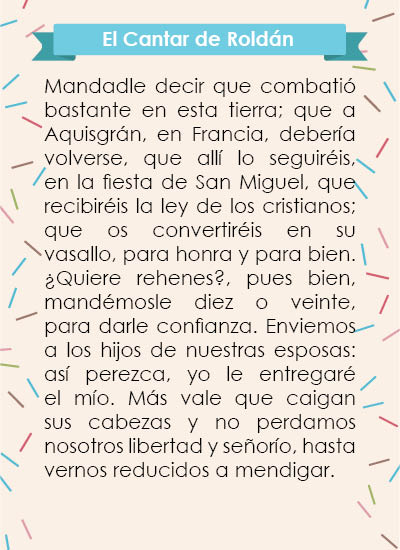 El Cantar de Roldán
Mandadle decir que combatió
bastante en esta tierra; que a
Aquisgrán, en Francia, debería
volverse, que allí lo seguiréis,
en la fiesta de San Miguel, que
recibiréis la ley de los cristianos;
que os convertiréis en su
vasallo, para honra y para bien.
¿Quiere rehenes?, pues bien,
mandémosle diez o veinte,
para darle confianza. Enviemos
a los hijos de nuestras esposas:
así perezca, yo le entregaré
el mío. Más vale que caigan
sus cabezas y no perdamos
nosotros libertad y señorío, hasta
vernos reducidos a mendigar.